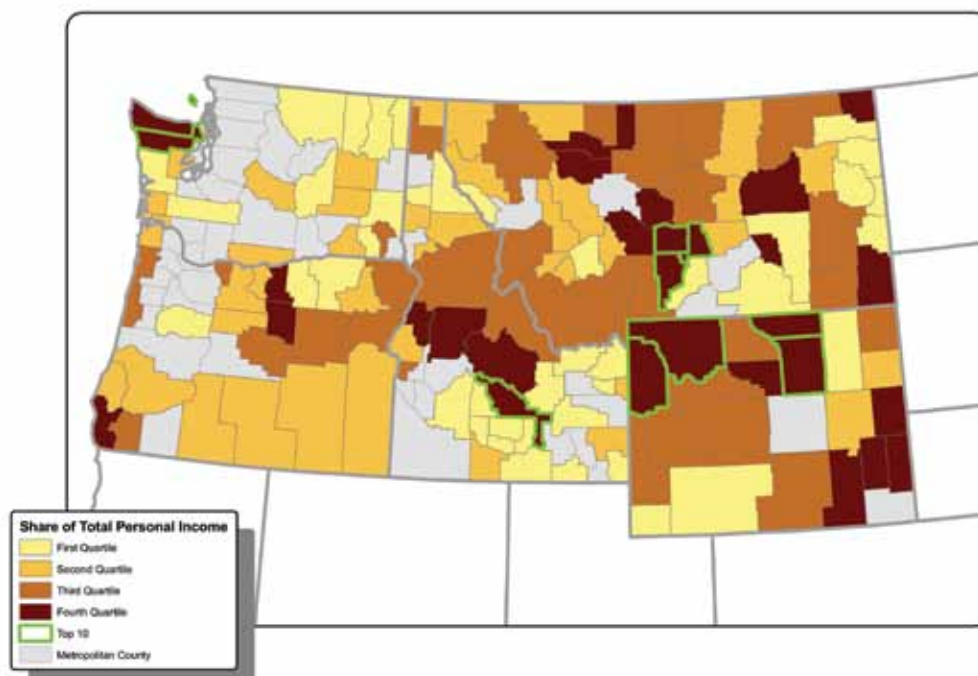 Share of Total Personal Income
First Quartile
Second Quartile
Third Quartile
Fourth Quartile
Top 10
Metropolitan County